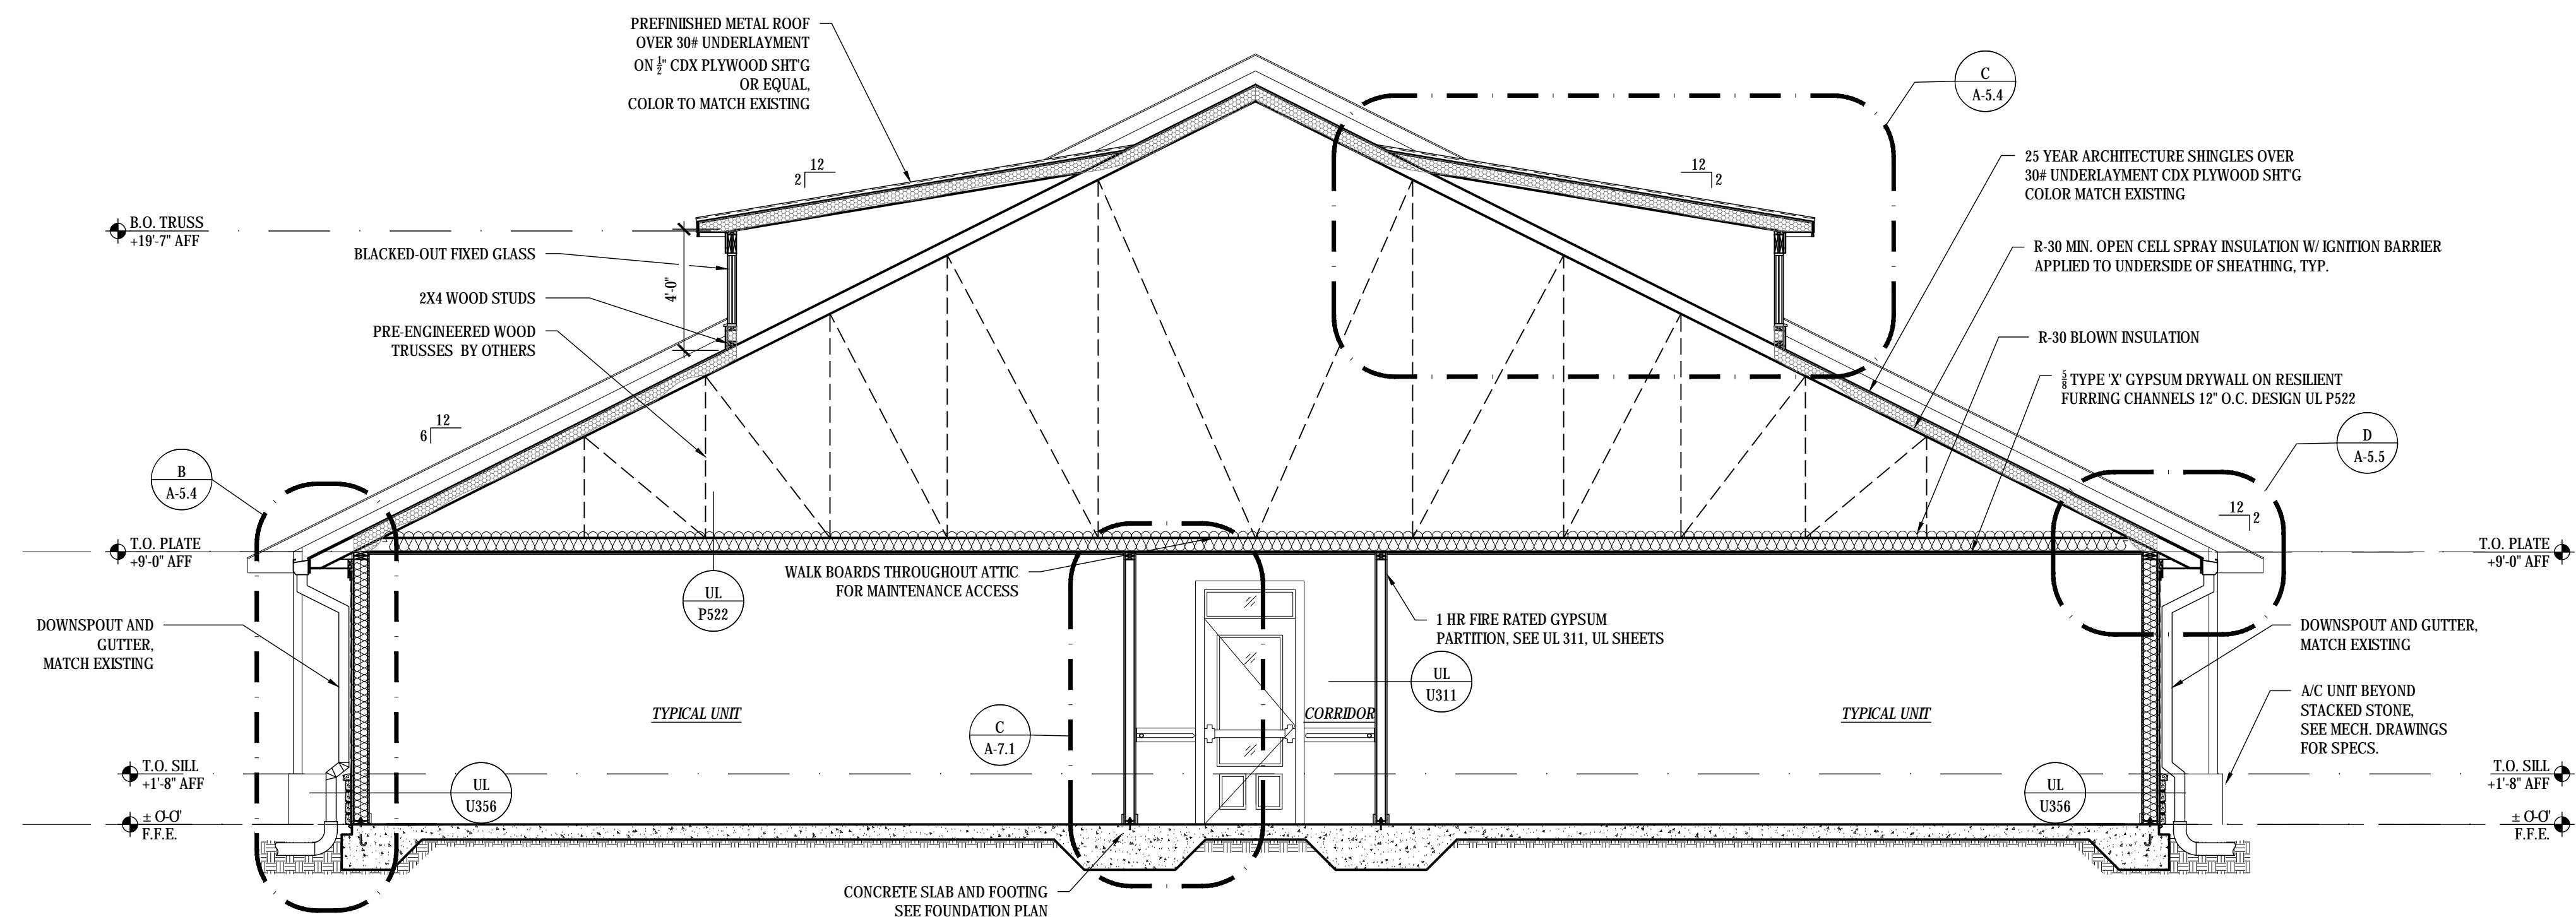 PREFINIISHED METAL ROOF
OVER 30# UNDERLAYMENT
ON 1/2" CDX PLYWOOD SHT'G
OR EQUAL,
COLOR TO MATCH EXISTING
C
A-5.4
12
2
12
2
25 YEAR ARCHITECTURE SHINGLES OVER
30# UNDERLAYMENT CDX PLYWOOD SHT'G
COLOR MATCH EXISTING
B.O. TRUSS
+19'-7" AFF
BLACKED-OUT FIXED GLASS
4'-0"
2X4 WOOD STUDS
PRE-ENGINEERED WOOD
TRUSSES BY OTHERS
R-30 MIN. OPEN CELL SPRAY INSULATION W/ IGNITION BARRIER
APPLIED TO UNDERSIDE OF SHEATHING, TYP.
R-30 BLOWN INSULATION
5/8 TYPE 'X' GYPSUM DRYWALL ON RESILIENT
FURRING CHANNELS 12" O.C. DESIGN UL P522
12
6
B
A-5.4
D
A-5.5
12
2
T.O. PLATE
+9'-0" AFF
T.O. PLATE
+9'-0" AFF
WALK BOARDS THROUGHOUT ATTIC
FOR MAINTENANCE ACCESS
UL
P522
1 HR FIRE RATED GYPSUM
PARTITION, SEE UL 311, UL SHEETS
DOWNSPOUT AND
GUTTER,
MATCH EXISTING
DOWNSPOUT AND GUTTER,
MATCH EXISTING
UL
U311
TYPICAL UNIT
CORRIDOR
TYPICAL UNIT
C
A-7.1
A/C UNIT BEYOND
STACKED STONE,
SEE MECH. DRAWINGS
FOR SPECS.
T.O. SILL
+1'-8" AFF
UL
U356
UL
U356
T.O. SILL
+1'-8" AFF
± 0'-0"
F.F.E.
± 0'-0"
F.F.E.
CONCRETE SLAB AND FOOTING
SEE FOUNDATION PLAN